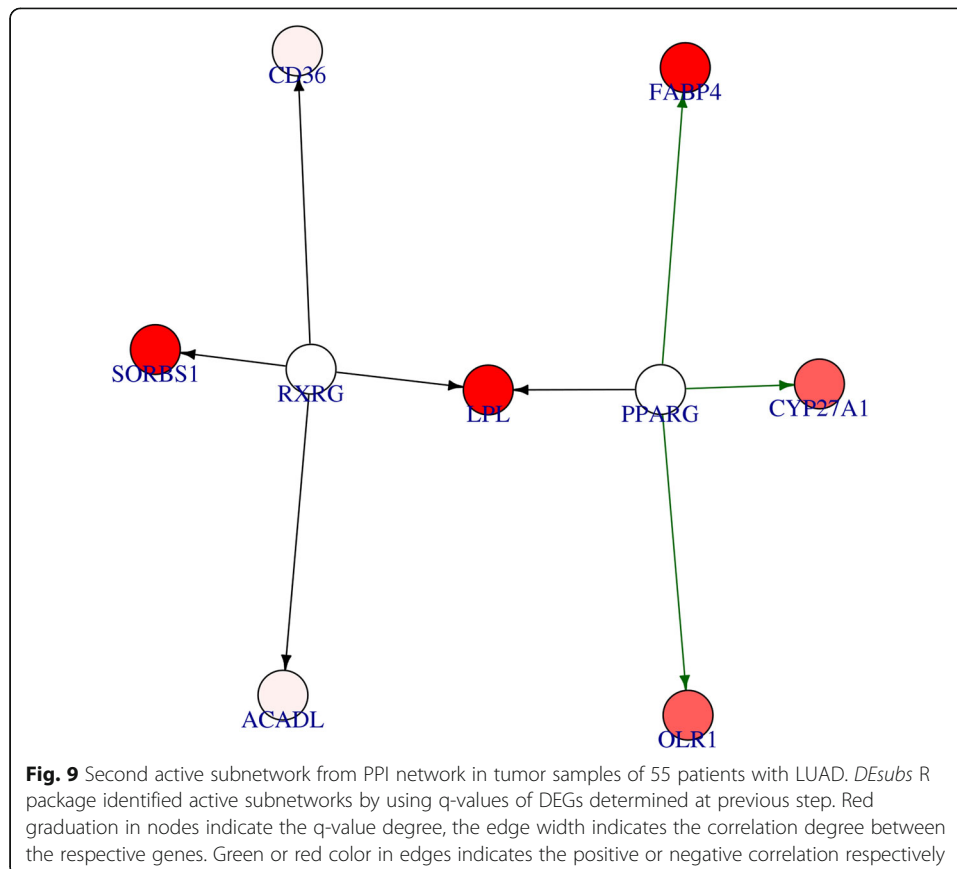 CD36
FABP4
SORBS1
RXRG
LPL
PPARG
CYP27A1
ACADL
OLR1
Fig. 9 Second active subnetwork from PPI network in tumor samples of 55 patients with LUAD. DEsubs R
package identified active subnetworks by using q-values of DEGs determined at previous step. Red
graduation in nodes indicate the q-value degree, the edge width indicates the correlation degree between
the respective genes. Green or red color in edges indicates the positive or negative correlation respectively